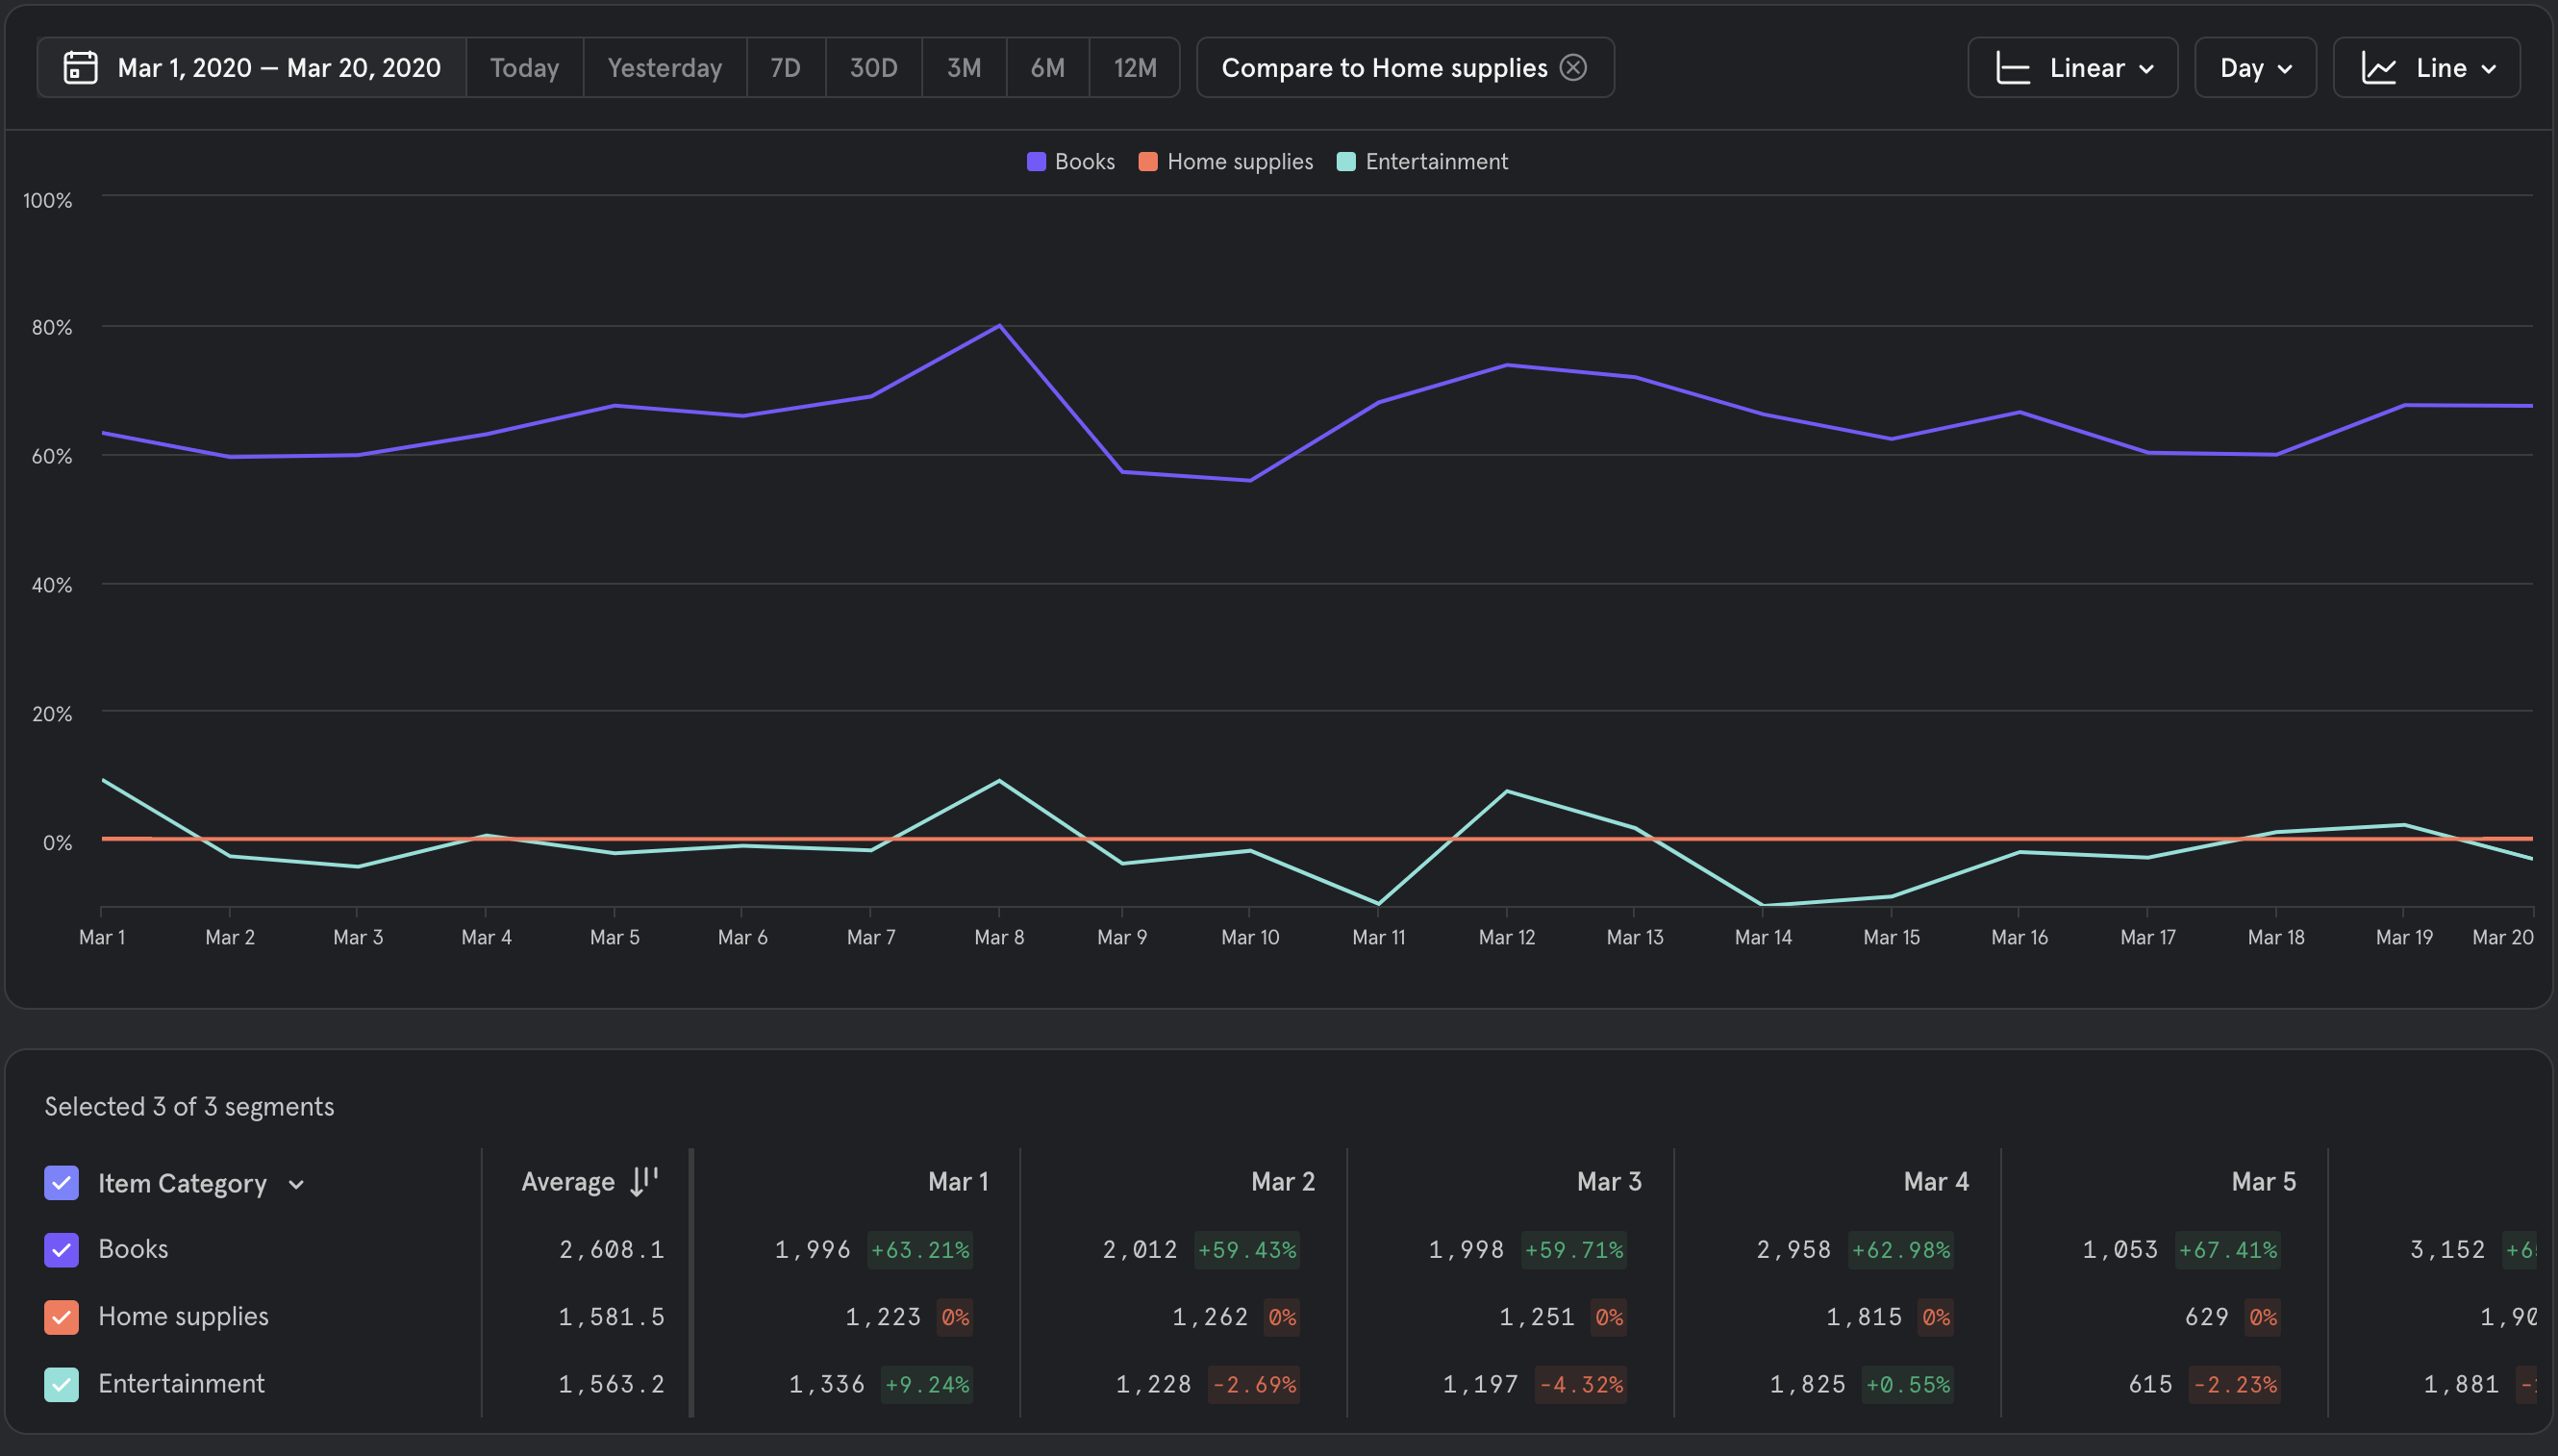 Mar 1, 2020 — Mar 20, 2020 Today Yesterday 7D 30D 3M 6M 12M Compare to Home supplies Linear Day Line
Books Home supplies Entertainment
100%
80%
60%
40%
20%
0%
Mar 1 Mar 2 Mar 3 Mar 4 Mar 5 Mar 6 Mar 7 Mar 8 Mar 9 Mar 10 Mar 11 Mar 12 Mar 13 Mar 14 Mar 15 Mar 16 Mar 17 Mar 18 Mar 19 Mar 20
Selected 3 of 3 segments
Item Category Average Mar 1 Mar 2 Mar 3 Mar 4 Mar 5
Books 2,608.1 1,996 +63.21% 2,012 +59.43% 1,998 +59.71% 2,958 +62.98% 1,053 +67.41% 3,152
Home supplies 1,581.5 1,223 0% 1,262 0% 1,251 0% 1,815 0% 629 0%
Entertainment 1,563.2 1,336 +9.24% 1,228 -2.69% 1,197 -4.32% 1,825 +0.55% 615 -2.23% 1,881